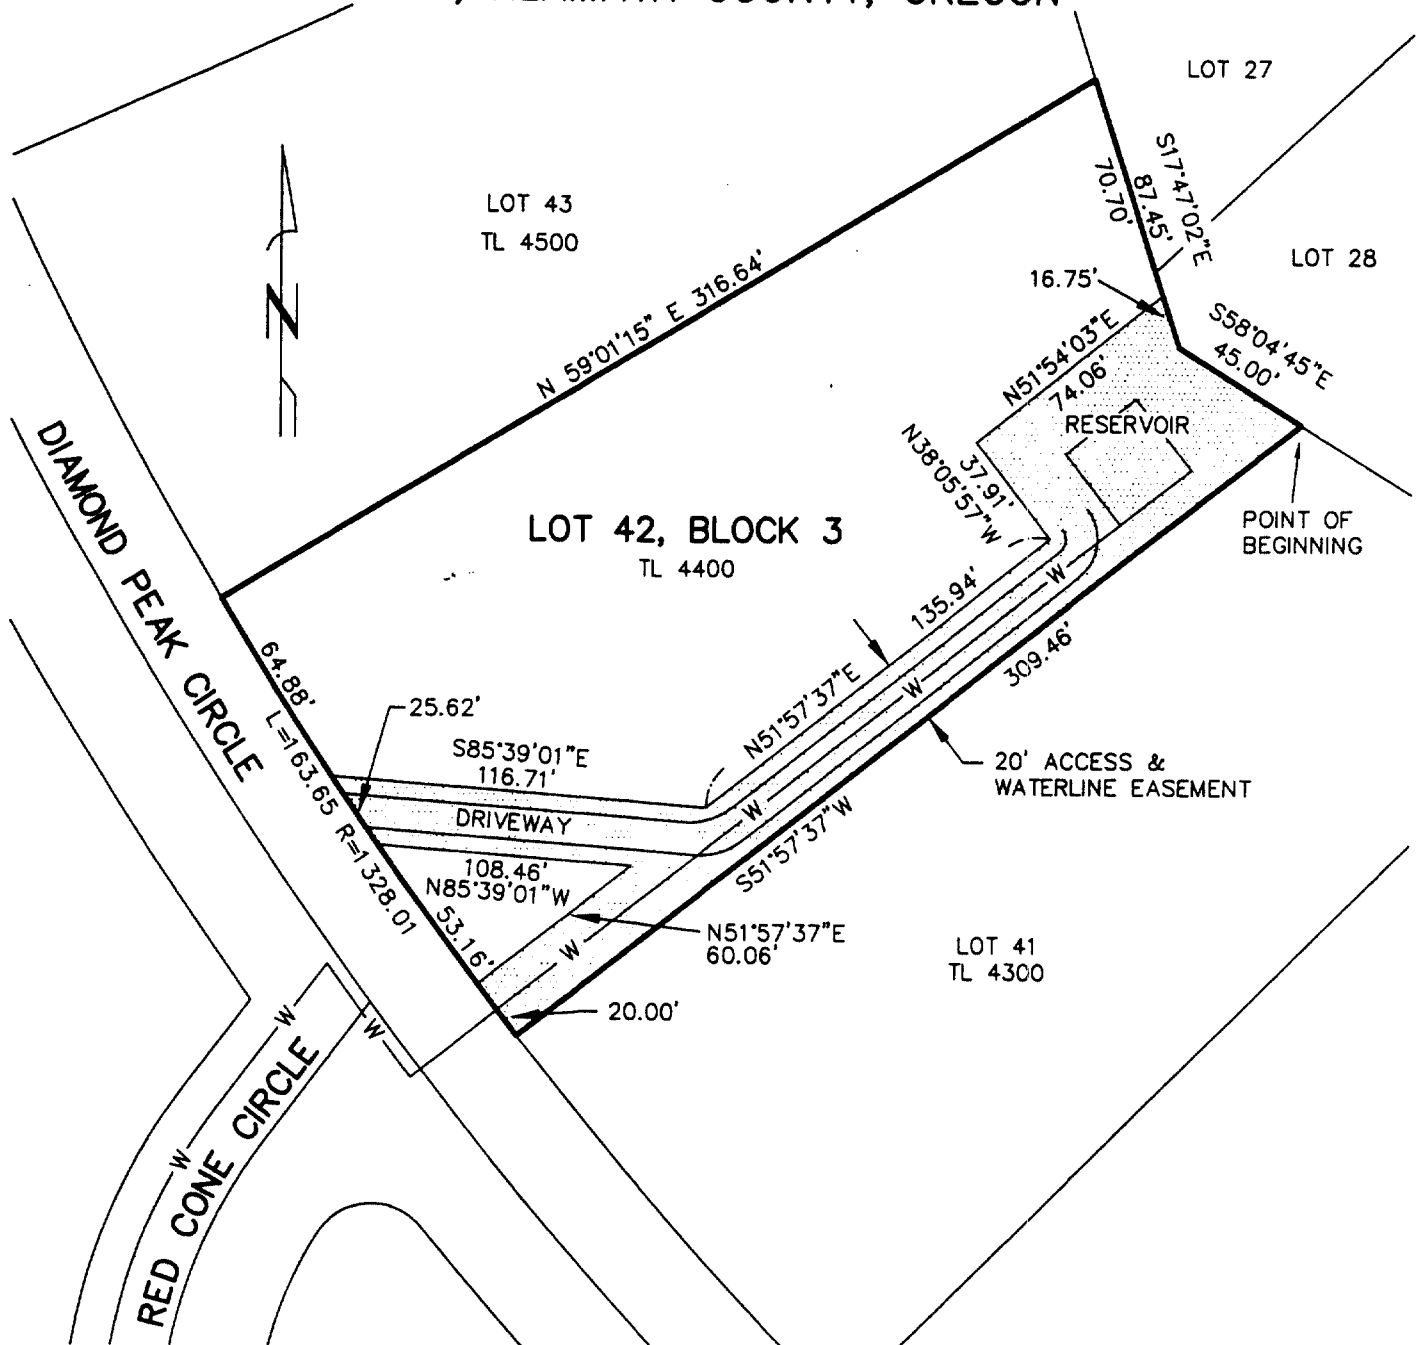 COUNTY, OREGON
LOT 27
LOT 43
TL 4500
S17°47'02"E
87.45'
70.70'
LOT 28
16.75'
N 59°01'15" E 316.64'
S58°04'45"E
45.00'
N51°54'03"E
74.06'
RESERVOIR
N38°05'57"W
37.91'
DIAMOND PEAK CIRCLE
LOT 42, BLOCK 3
TL 4400
POINT OF
BEGINNING
W
135.94'
309.46'
64.88'
N51°57'37"E
W
25.62'
S85°39'01"E
116.71'
L=163.65 R=1328.01
20' ACCESS &
WATERLINE EASEMENT
DRIVEWAY
W
S51°57'37"W
108.46'
N85°39'01"W
53.16'
N51°57'37"E
60.06'
W
LOT 41
TL 4300
20.00'
N
W
W
W
RED CONE CIRCLE